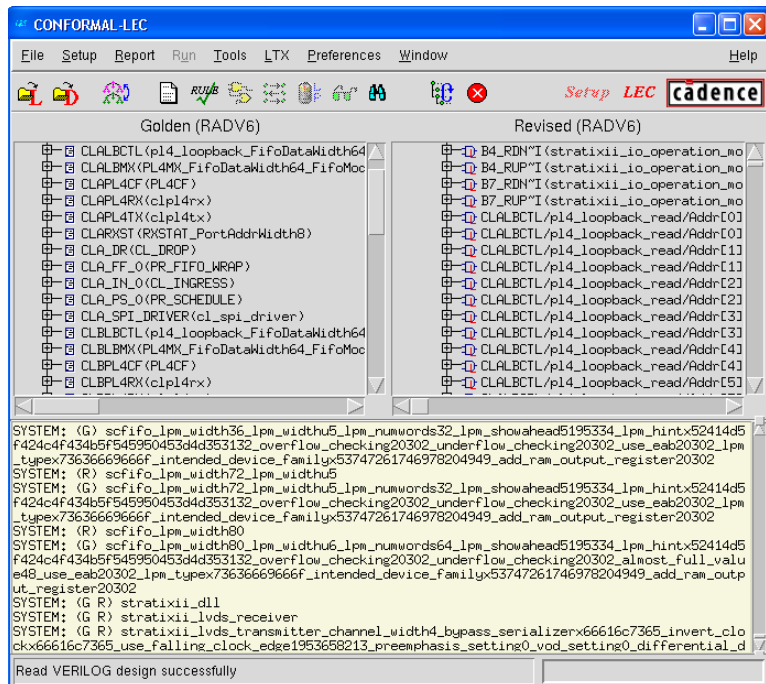 CONFORMAL-LEC
File Setup Report Run Tools LTX Preferences Window Help
Setup LEC cādence
Golden (RADV6)
CLALBCTL(pl4_loopback_FifoDataWidth64
CLALBMX(PL4MX_FifoDataWidth64_FifoMoc
CLAPL4CF(PL4CF)
CLAPL4RX(clpl4rx)
CLAPL4TX(clpl4tx)
CLARXST(RXSTAT_PortAddrWidth8)
CLA_DR(CL_DROP)
CLA_FF_0(PR_FIFO_WRAP)
CLA_IN_0(CL_INGRESS)
CLA_PS_0(PR_SCHEDULE)
CLA_SPI_DRIVER(cl_spi_driver)
CLBLBCTL(pl4_loopback_FifoDataWidth64
CLBLBMX(PL4MX_FifoDataWidth64_FifoMoc
CLBPL4CF(PL4CF)
CLBPL4RX(clpl4rx)
Revised (RADV6)
B4_RDN~I(stratixii_io_operation_mo
B4_RUP~I(stratixii_io_operation_mo
B7_RDN~I(stratixii_io_operation_mo
B7_RUP~I(stratixii_io_operation_mo
CLALBCTL/pl4_loopback_read/Addr[0]
CLALBCTL/pl4_loopback_read/Addr[0]
CLALBCTL/pl4_loopback_read/Addr[1]
CLALBCTL/pl4_loopback_read/Addr[1]
CLALBCTL/pl4_loopback_read/Addr[2]
CLALBCTL/pl4_loopback_read/Addr[2]
CLALBCTL/pl4_loopback_read/Addr[3]
CLALBCTL/pl4_loopback_read/Addr[3]
CLALBCTL/pl4_loopback_read/Addr[4]
CLALBCTL/pl4_loopback_read/Addr[4]
CLALBCTL/pl4_loopback_read/Addr[5]
SYSTEM: (G) scfifo_lpm_width36_lpm_widthu5_lpm_numwords32_lpm_showahead5195334_lpm_hintx52414d5
f424c4f434b5f545950453d4d353132_overflow_checking20302_underflow_checking20302_use_eab20302_lpm
_typex73636669666f_intended_device_familyx53747261746978204949_add_ram_output_register20302
SYSTEM: (R) scfifo_lpm_width72_lpm_widthu5
SYSTEM: (G) scfifo_lpm_width72_lpm_widthu5_lpm_numwords32_lpm_showahead5195334_lpm_hintx52414d5
f424c4f434b5f545950453d4d353132_overflow_checking20302_underflow_checking20302_use_eab20302_lpm
_typex73636669666f_intended_device_familyx53747261746978204949_add_ram_output_register20302
SYSTEM: (R) scfifo_lpm_width80
SYSTEM: (G) scfifo_lpm_width80_lpm_widthu6_lpm_numwords64_lpm_showahead5195334_lpm_hintx52414d5
f424c4f434b5f545950453d4d353132_overflow_checking20302_underflow_checking20302_almost_full_valu
e48_use_eab20302_lpm_typex73636669666f_intended_device_familyx53747261746978204949_add_ram_outp
ut_register20302
SYSTEM: (G R) stratixii_dll
SYSTEM: (G R) stratixii_lvds_receiver
SYSTEM: (G R) stratixii_lvds_transmitter_channel_width4_bypass_serializerx66616c7365_invert_clo
ckx66616c7365_use_falling_clock_edge1953658213_preemphasis_setting0_vod_setting0_differential_d
Read VERILOG design successfully